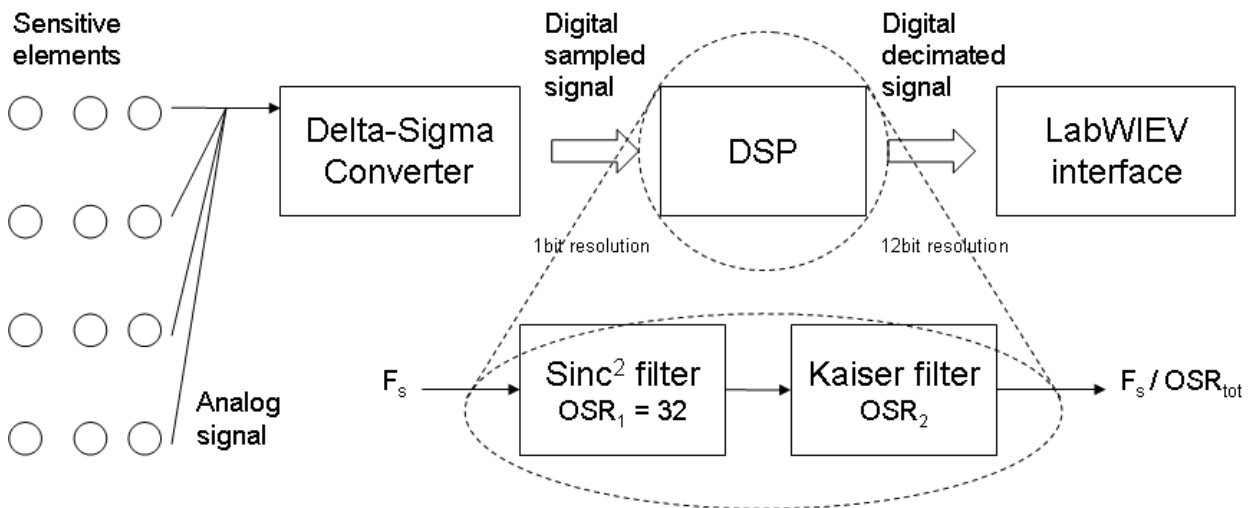 Sensitive
elements
Digital
sampled
signal
Digital
decimated
signal
Delta-Sigma
Converter
DSP
LabWIEV
interface
1bit resolution
12bit resolution
Analog
signal
Fs
Sinc² filter
OSR₁ = 32
Kaiser filter
OSR₂
Fs / OSRtot